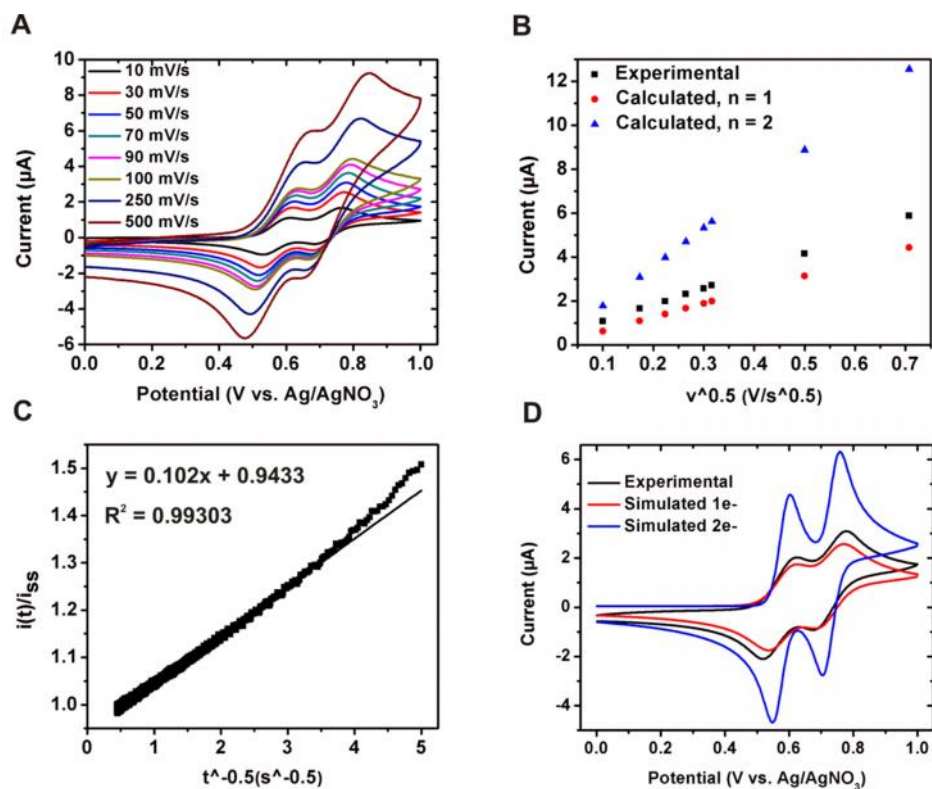 A
10
8
6
4
2
0
-2
-4
-6
Current (µA)
10 mV/s
30 mV/s
50 mV/s
70 mV/s
90 mV/s
100 mV/s
250 mV/s
500 mV/s
0.0 0.2 0.4 0.6 0.8 1.0
Potential (V vs. Ag/AgNO3)
B
12
10
8
6
4
2
0
Current (µA)
Experimental
Calculated, n = 1
Calculated, n = 2
0.1 0.2 0.3 0.4 0.5 0.6 0.7
v^0.5 (V/s^0.5)
C
1.5
1.4
1.3
1.2
1.1
1.0
i(t)/iSS
y = 0.102x + 0.9433
R² = 0.99303
0 1 2 3 4 5
t^-0.5(s^-0.5)
D
6
4
2
0
-2
-4
Current (µA)
Experimental
Simulated 1e-
Simulated 2e-
0.0 0.2 0.4 0.6 0.8 1.0
Potential (V vs. Ag/AgNO3)